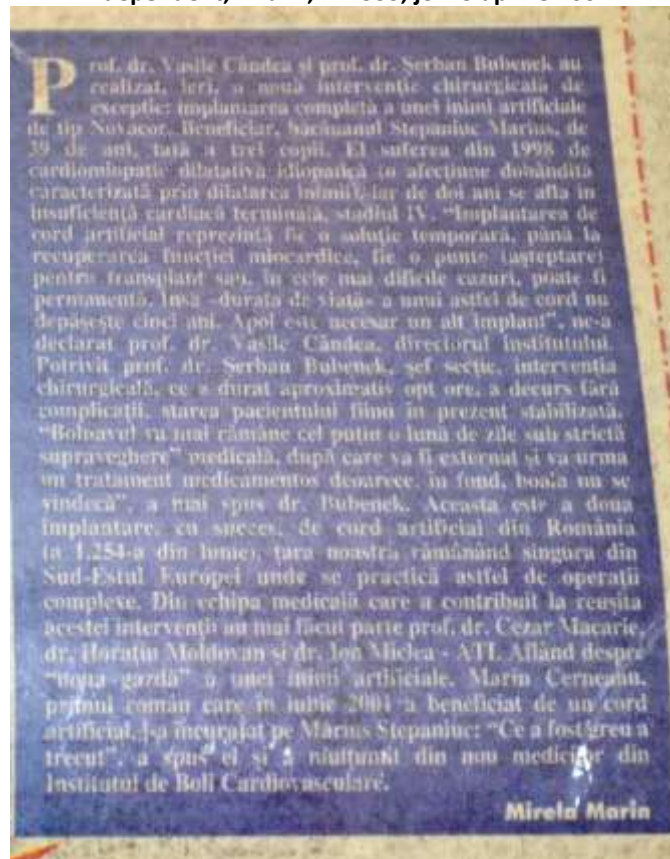 Prof. dr. Vasile Cândea și prof. dr. Șerban Bubenek au
realizat, ieri, o nouă intervenție chirurgicală de
excepție: implantarea completă a unei inimi artificiale
de tip Novacor. Beneficiar, băcăuanul Stepaniuc Marius, de
39 de ani, tată a trei copii. El suferea din 1998 de
cardiomiopatie dilatativă idiopatică (o afecțiune dobândită
caracterizată prin dilatarea inimii), iar de doi ani se afla în
insuficiență cardiacă terminală, stadiul IV. "Implantarea de
cord artificial reprezintă fie o soluție temporară, până la
recuperarea funcției miocardice, fie o punte (așteptare)
pentru transplant sau, în cele mai dificile cazuri, poate fi
permanentă. Însă -durata de viață- a unui astfel de cord nu
depășește cinci ani. Apoi este necesar un alt implant", ne-a
declarat prof. dr. Vasile Cândea, directorul Institutului.
Potrivit prof. dr. Șerban Bubenek, șef secție, intervenția
chirurgicală, ce a durat aproximativ opt ore, a decurs fără
complicații, starea pacientului fiind în prezent stabilizată.
"Bolnavul va mai rămâne cel puțin o lună de zile sub strictă
supraveghere" medicală, după care va fi externat și va urma
un tratament medicamentos deoarece, în fond, boala nu se
vindecă", a mai spus dr. Bubenek. Aceasta este a doua
implantare, cu succes, de cord artificial din România
(a 1.254-a din lume), țara noastră rămânând singura din
Sud-Estul Europei unde se practică astfel de operații
complexe. Din echipa medicală care a contribuit la reușita
acestei intervenții au mai făcut parte prof. dr. Cezar Macarie,
dr. Horațiu Moldovan si dr. Ion Miclea - ATI. Aflând despre
"noua gazdă" a unei inimi artificiale, Marin Cerneanu,
primul român care în iulie 2001 a beneficiat de un cord
artificial, l-a încurajat pe Marius Stepaniuc: "Ce a fost greu a
trecut", a spus el și a mulțumit din nou medicilor din
Institutul de Boli Cardiovasculare.
Mirela Marin